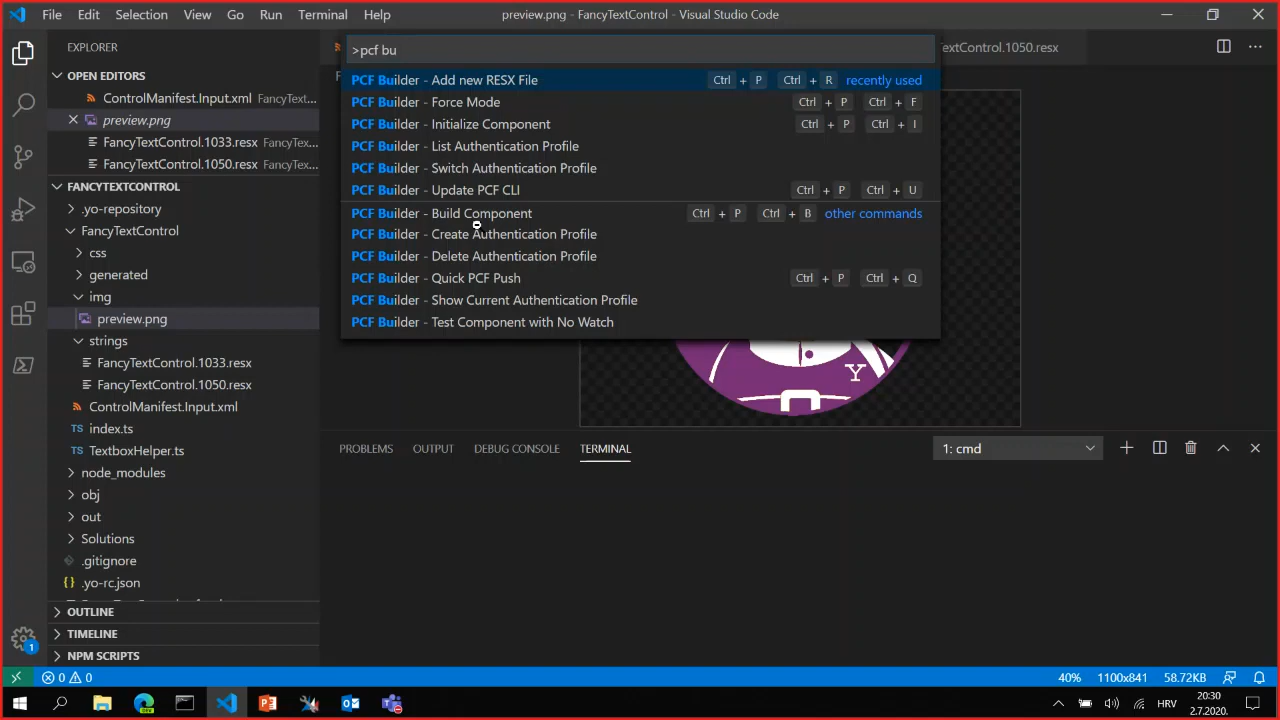 File Edit Selection View Go Run Terminal Help preview.png - FancyTextControl - Visual Studio Code
EXPLORER
>pcf bu
extControl.1050.resx
OPEN EDITORS
ControlManifest.Input.xml FancyText...
preview.png
FancyTextControl.1033.resx FancyTex...
FancyTextControl.1050.resx FancyTex...
FANCYTEXTCONTROL
.yo-repository
FancyTextControl
css
generated
img
preview.png
strings
FancyTextControl.1033.resx
FancyTextControl.1050.resx
ControlManifest.Input.xml
TS index.ts
TS TextboxHelper.ts
node_modules
obj
out
Solutions
.gitignore
{} .yo-rc.json
OUTLINE
TIMELINE
NPM SCRIPTS
PCF Builder - Add new RESX File Ctrl + P Ctrl + R recently used
PCF Builder - Force Mode Ctrl + P Ctrl + F
PCF Builder - Initialize Component Ctrl + P Ctrl + I
PCF Builder - List Authentication Profile
PCF Builder - Switch Authentication Profile
PCF Builder - Update PCF CLI Ctrl + P Ctrl + U
PCF Builder - Build Component Ctrl + P Ctrl + B other commands
PCF Builder - Create Authentication Profile
PCF Builder - Delete Authentication Profile
PCF Builder - Quick PCF Push Ctrl + P Ctrl + Q
PCF Builder - Show Current Authentication Profile
PCF Builder - Test Component with No Watch
Y
PROBLEMS OUTPUT DEBUG CONSOLE TERMINAL 1: cmd
1
0 0 40% 1100x841 58.72KB
HRV 20:30
2.7.2020.